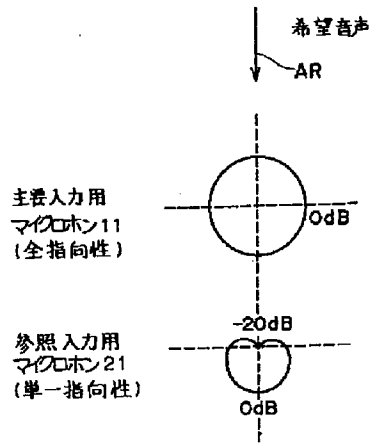 希望音声
AR
主要入力用
マイクロホン11
(全指向性)
0dB
-20dB
参照入力用
マイクロホン21
(単一指向性)
0dB